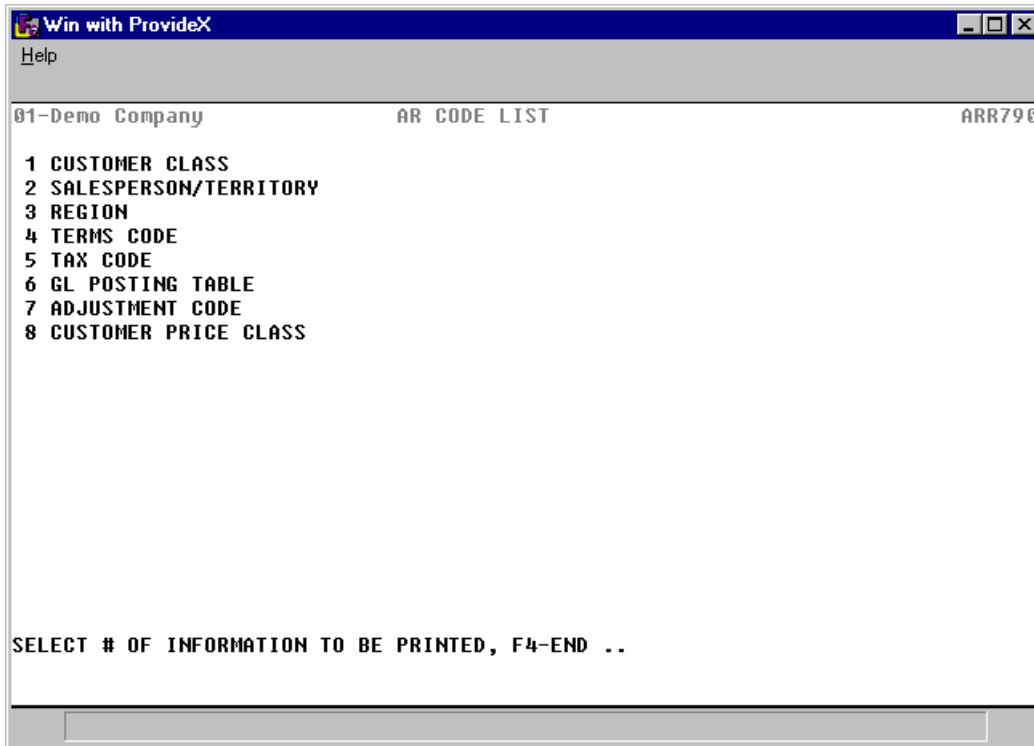 Win with ProvideX
Help
01-Demo Company AR CODE LIST ARR790
1 CUSTOMER CLASS
2 SALESPERSON/TERRITORY
3 REGION
4 TERMS CODE
5 TAX CODE
6 GL POSTING TABLE
7 ADJUSTMENT CODE
8 CUSTOMER PRICE CLASS
SELECT # OF INFORMATION TO BE PRINTED, F4-END ..